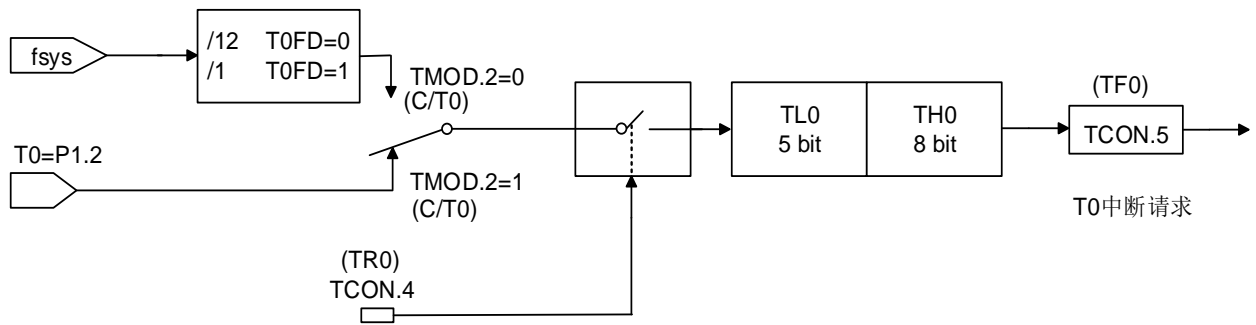 fsys
/12 T0FD=0
/1 T0FD=1
TMOD.2=0
(C/T0)
T0=P1.2
TMOD.2=1
(C/T0)
(TR0)
TCON.4
TL0
5 bit
TH0
8 bit
(TF0)
TCON.5
T0中断请求